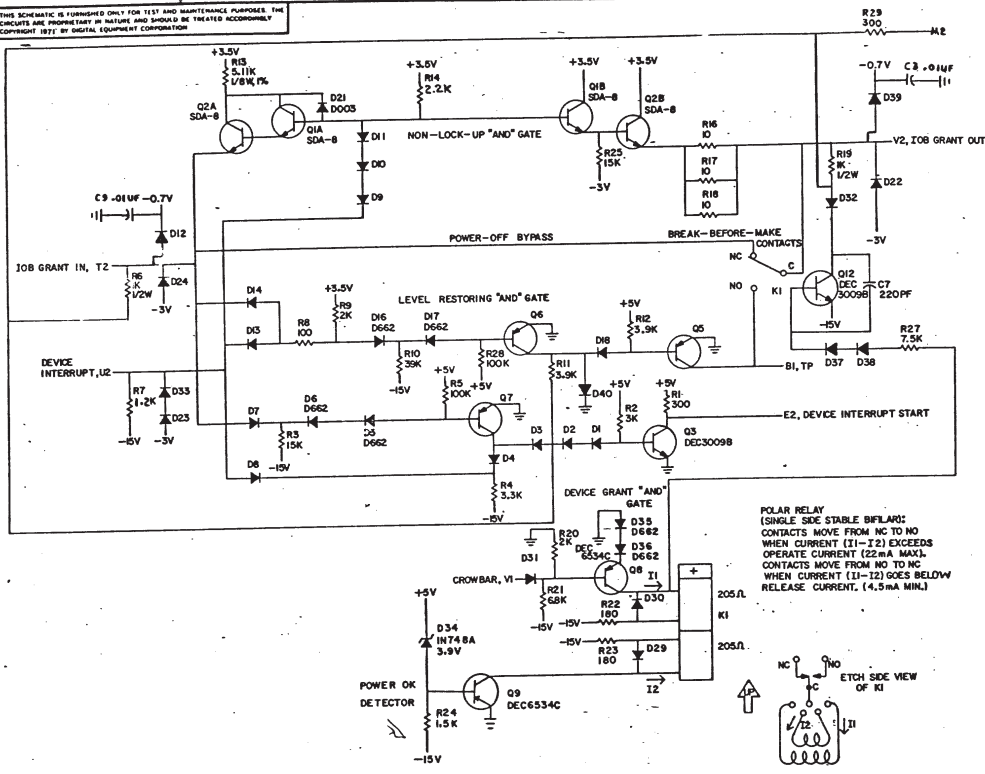 THIS SCHEMATIC IS FURNISHED ONLY FOR TEST AND MAINTENANCE PURPOSES. THE
CIRCUITS ARE PROPRIETARY IN NATURE AND SHOULD BE TREATED ACCORDINGLY
COPYRIGHT 1971 BY DIGITAL EQUIPMENT CORPORATION
R29
300
M2
+3.5V
R13
5.11K
1/8W,1%
Q2A
SDA-8
D21
D003
Q1A
SDA-8
+3.5V
R14
2.2K
NON-LOCK-UP "AND" GATE
D11
D10
D9
+3.5V
Q1B
SDA-8
+3.5V
Q2B
SDA-8
R25
15K
-3V
R16
10
R17
10
R18
10
-0.7V
C3 .01UF
D39
V2, IOB GRANT OUT
R19
1K
1/2W
D22
D32
-3V
C9 .01UF -0.7V
D12
IOB GRANT IN, T2
R6
1K
1/2W
D24
-3V
POWER-OFF BYPASS
BREAK-BEFORE-MAKE
CONTACTS
NC
C
NO
K1
Q12
DEC
3009B
C7
220PF
-15V
R27
7.5K
D37
D38
D14
D13
R8
100
+3.5V
R9
2K
LEVEL RESTORING "AND" GATE
D16
D662
D17
D662
Q6
R10
39K
-15V
R28
100K
+5V
R11
3.9K
D18
+5V
R12
3.9K
Q5
B1, TP
D40
DEVICE
INTERRUPT, U2
R7
1.2K
-15V
D33
D23
-3V
D7
D6
D662
R3
15K
-15V
D5
D662
+5V
R5
100K
Q7
D8
D4
R4
3.3K
-15V
D3
D2
D1
+5V
R2
3K
+5V
R1
300
Q3
DEC3009B
E2, DEVICE INTERRUPT START
DEVICE GRANT "AND"
GATE
D35
D662
D36
D662
R20
2K
D31
DEC
6534C
Q8
CROWBAR, V1
R21
68K
-15V
I1
R22
180
-15V
D30
+
205Ω
K1
205Ω
-15V
R23
180
D29
I2
+5V
D34
IN748A
3.9V
POWER OK
DETECTOR
Q9
DEC6534C
R24
1.5K
-15V
POLAR RELAY
(SINGLE SIDE STABLE BIFILAR):
CONTACTS MOVE FROM NC TO NO
WHEN CURRENT (I1-I2) EXCEEDS
OPERATE CURRENT (22mA MAX).
CONTACTS MOVE FROM NO TO NC
WHEN CURRENT (I1-I2) GOES BELOW
RELEASE CURRENT. (4.5mA MIN.)
UP
NC
NO
C
ETCH SIDE VIEW
OF K1
I2
I1